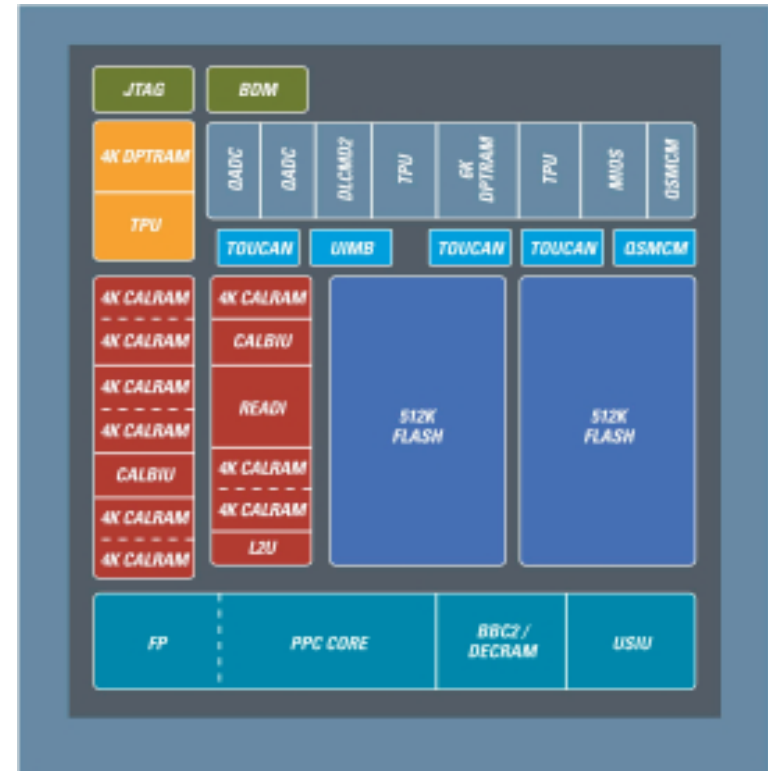 JTAG
BDM
4K DPTRAM
TPU
QADC
QADC
DLCMD2
TPU
6K
DPTRAM
TPU
MIOS
QSMCM
TOUCAN
UIMB
TOUCAN
TOUCAN
QSMCM
4K CALRAM
4K CALRAM
4K CALRAM
4K CALRAM
CALBIU
4K CALRAM
4K CALRAM
4K CALRAM
CALBIU
READI
4K CALRAM
4K CALRAM
L2U
512K
FLASH
512K
FLASH
FP
PPC CORE
BBC2 /
DECRAM
USIU